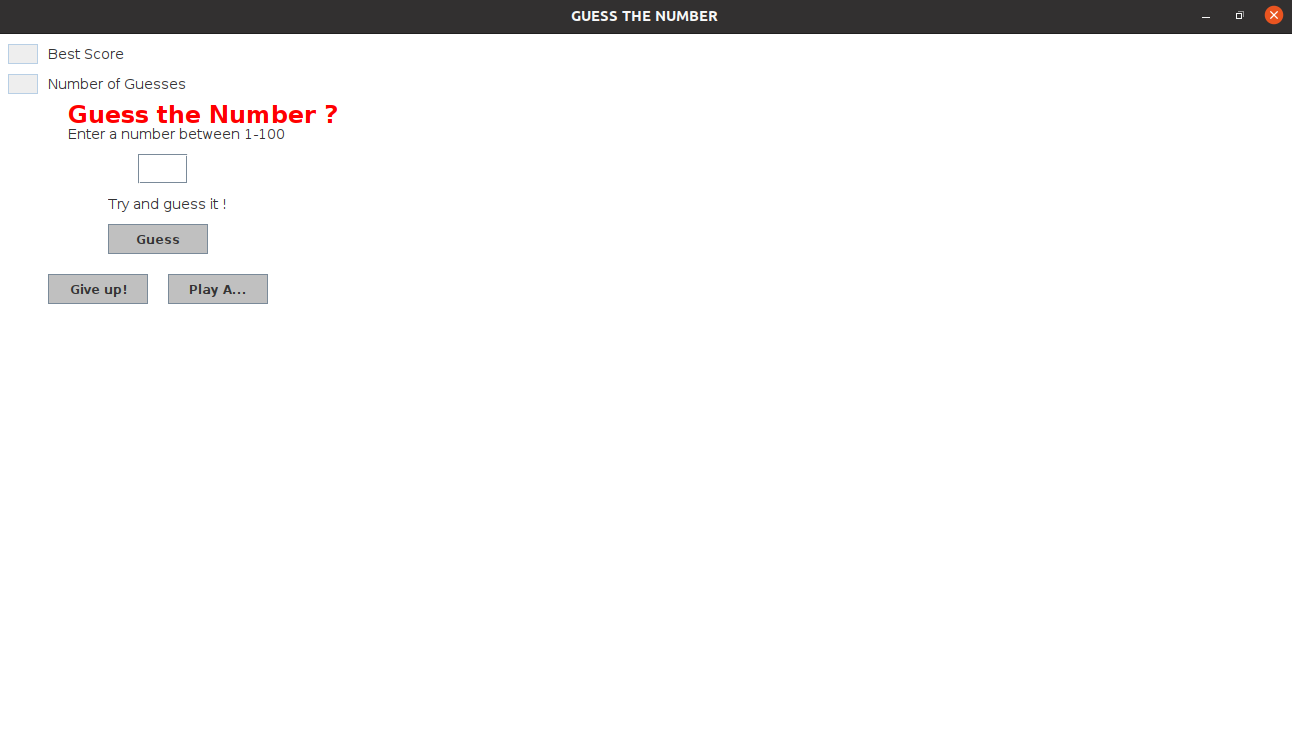 GUESS THE NUMBER
Best Score
Number of Guesses
Guess the Number ?
Enter a number between 1-100
Try and guess it !
Guess
Give up!
Play A...